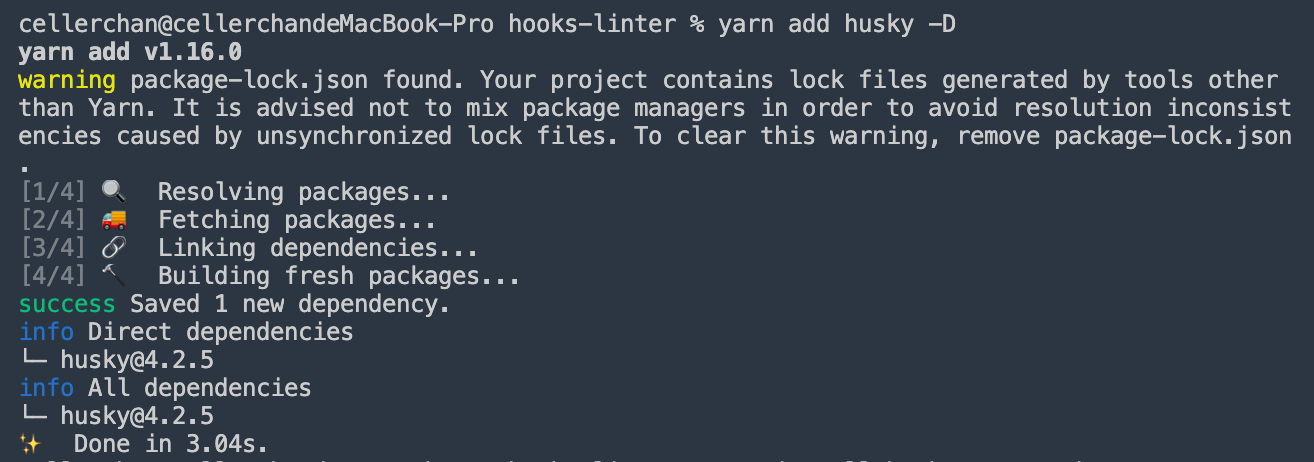 cellerchan@cellerchandeMacBook-Pro hooks-linter % yarn add husky -D
yarn add v1.16.0
warning package-lock.json found. Your project contains lock files generated by tools other
than Yarn. It is advised not to mix package managers in order to avoid resolution inconsist
encies caused by unsynchronized lock files. To clear this warning, remove package-lock.json
.
[1/4] 🔍  Resolving packages...
[2/4] 🚚  Fetching packages...
[3/4] 🔗  Linking dependencies...
[4/4] 🔨  Building fresh packages...
success Saved 1 new dependency.
info Direct dependencies
└─ husky@4.2.5
info All dependencies
└─ husky@4.2.5
✨  Done in 3.04s.